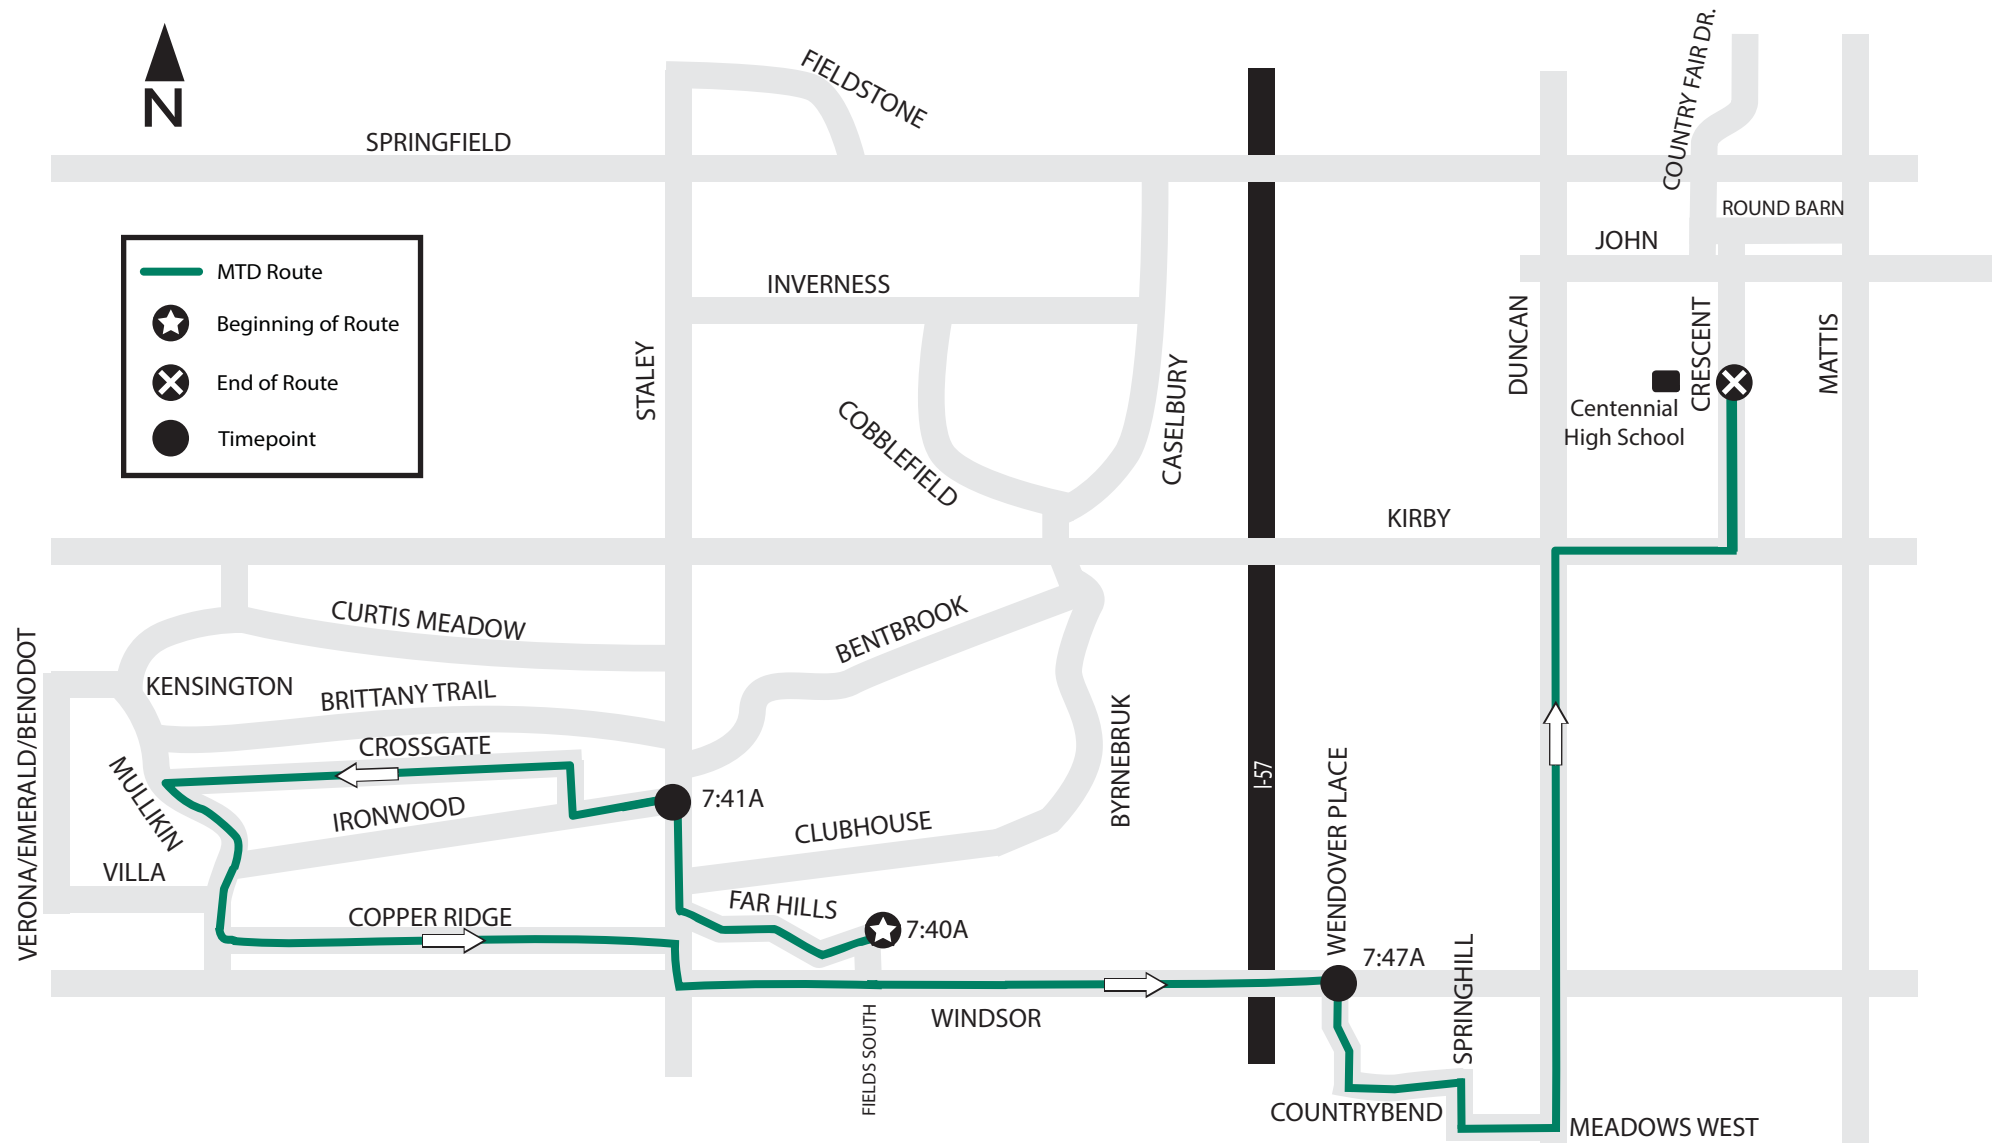 N
FIELDSTONE
COUNTRY FAIR DR.
SPRINGFIELD
ROUND BARN
JOHN
MTD Route
Beginning of Route
End of Route
Timepoint
INVERNESS
STALEY
COBBLEFIELD
CASELBURY
DUNCAN
CRESCENT
MATTIS
Centennial
High School
KIRBY
CURTIS MEADOW
BENTBROOK
KENSINGTON
BRITTANY TRAIL
CROSSGATE
VERONA/EMERALD/BENODOT
MULLIKIN
IRONWOOD
7:41A
CLUBHOUSE
BYRNEBRUK
I-57
WENDOVER PLACE
VILLA
COPPER RIDGE
FAR HILLS
7:40A
7:47A
SPRINGHILL
WINDSOR
FIELDS SOUTH
COUNTRYBEND
MEADOWS WEST